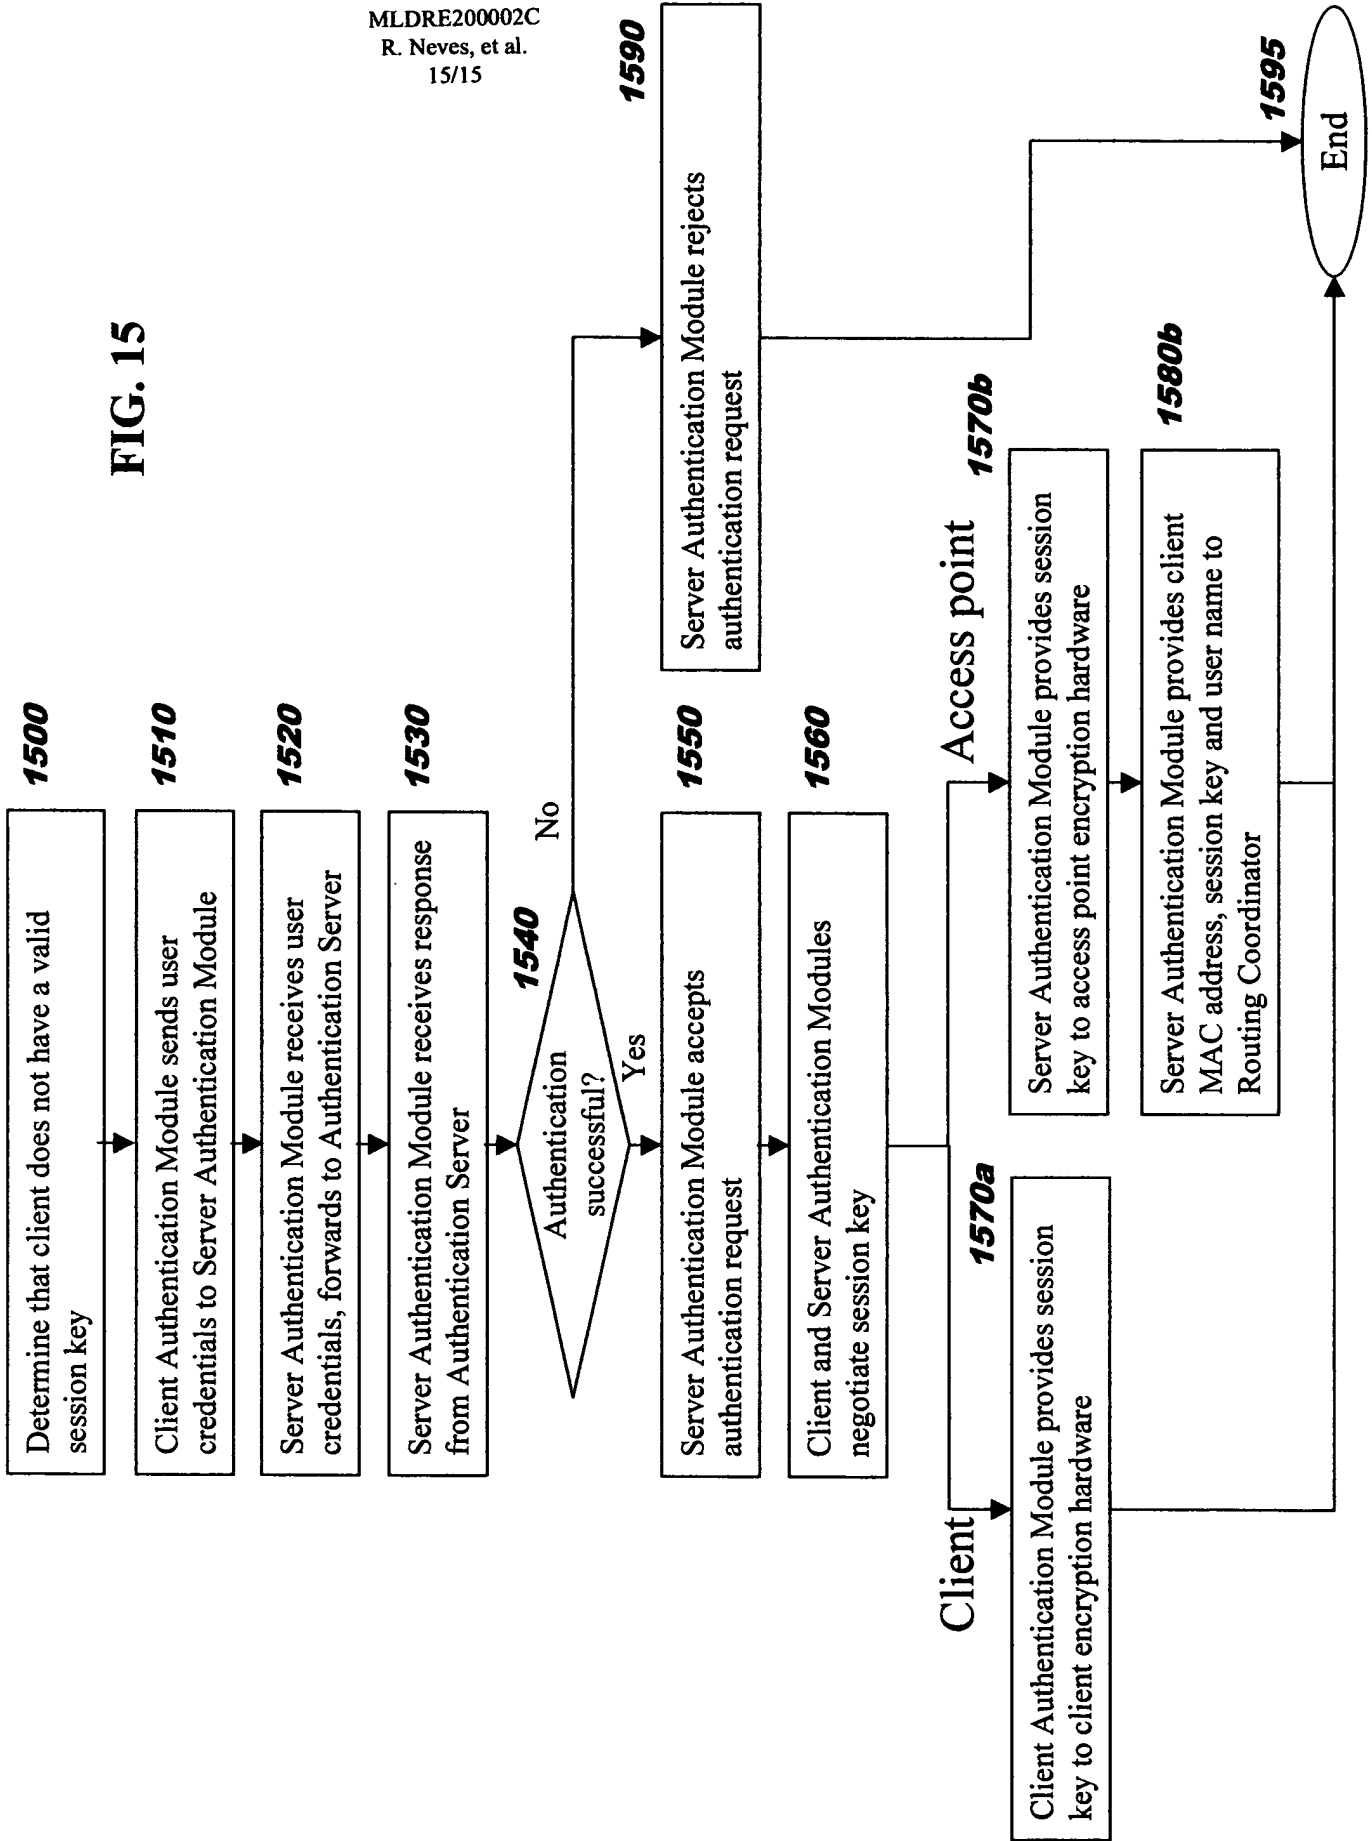 MLDRE200002C
R. Neves, et al.
15/15
FIG. 15
1500
Determine that client does not have a valid
session key
1510
Client Authentication Module sends user
credentials to Server Authentication Module
1520
Server Authentication Module receives user
credentials, forwards to Authentication Server
1530
Server Authentication Module receives response
from Authentication Server
1540
Authentication
successful?
No
Yes
1550
Server Authentication Module accepts
authentication request
1590
Server Authentication Module rejects
authentication request
1560
Client and Server Authentication Modules
negotiate session key
Client
Access point
1570a
Client Authentication Module provides session
key to client encryption hardware
1570b
Server Authentication Module provides session
key to access point encryption hardware
1580b
Server Authentication Module provides client
MAC address, session key and user name to
Routing Coordinator
1595
End